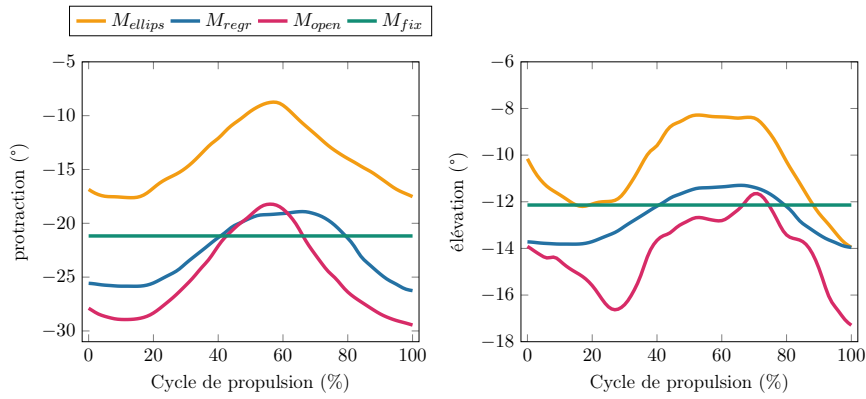 M_ellips M_regr M_open M_fix
−5
−10
−15
−20
−25
−30
protraction (°)
0 20 40 60 80 100
Cycle de propulsion (%)
−6
−8
−10
−12
−14
−16
−18
élévation (°)
0 20 40 60 80 100
Cycle de propulsion (%)